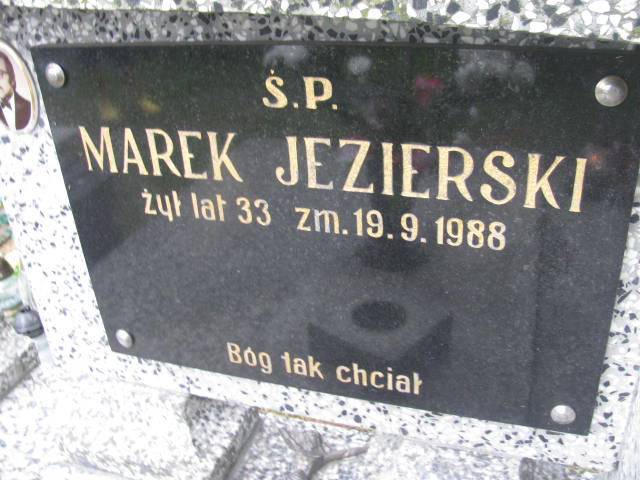 Ś.P.
MAREK JEZIERSKI
żył lat 33 zm. 19.9.1988
Bóg tak chciał